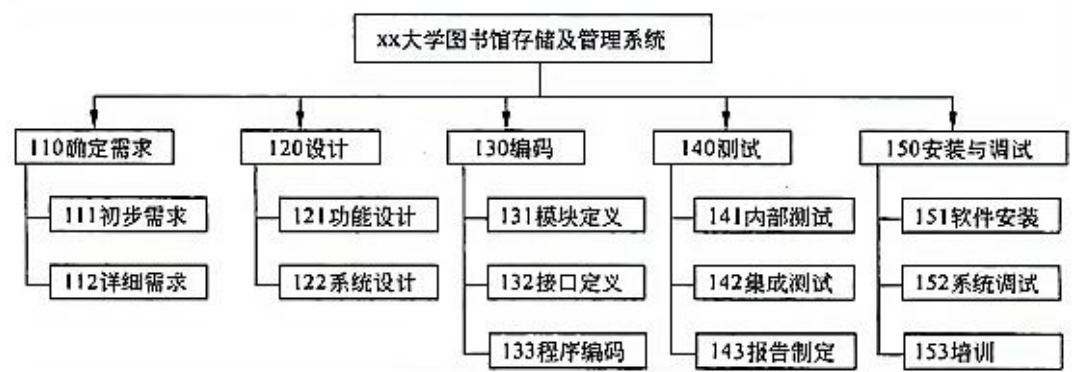 xx大学图书馆存储及管理系统
110确定需求
120设计
130编码
140测试
150安装与调试
111初步需求
121功能设计
131模块定义
141内部测试
151软件安装
112详细需求
122系统设计
132接口定义
142集成测试
152系统调试
133程序编码
143报告制定
153培训